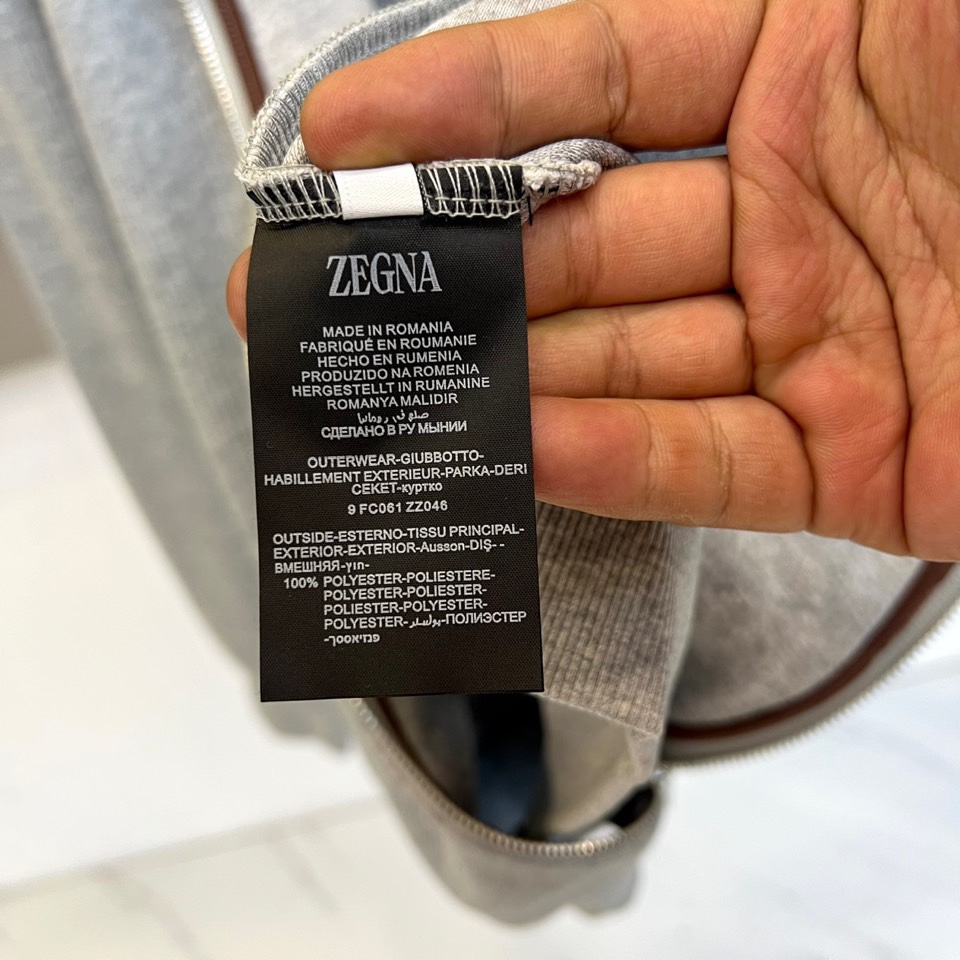 ZEGNA
MADE IN ROMANIA
FABRIQUÉ EN ROUMANIE
HECHO EN RUMENIA
PRODUZIDO NA ROMENIA
HERGESTELLT IN RUMANINE
ROMANYA MALIDIR
صلع في رومانيا
СДЕЛАНО В РУ МЫНИИ
OUTERWEAR-GIUBBOTTO-
HABILLEMENT EXTERIEUR-PARKA-DERI
CEKET-куртко
9 FC061 ZZ046
OUTSIDE-ESTERNO-TISSU PRINCIPAL-
EXTERIOR-EXTERIOR-Ausson-DIŞ- -
ВМЕШНЯЯ-חוץ-
100% POLYESTER-POLIESTERE-
POLYESTER-POLIESTER-
POLIESTER-POLYESTER-
POLYESTER-بوليستر-ПОЛИЭСТЕР